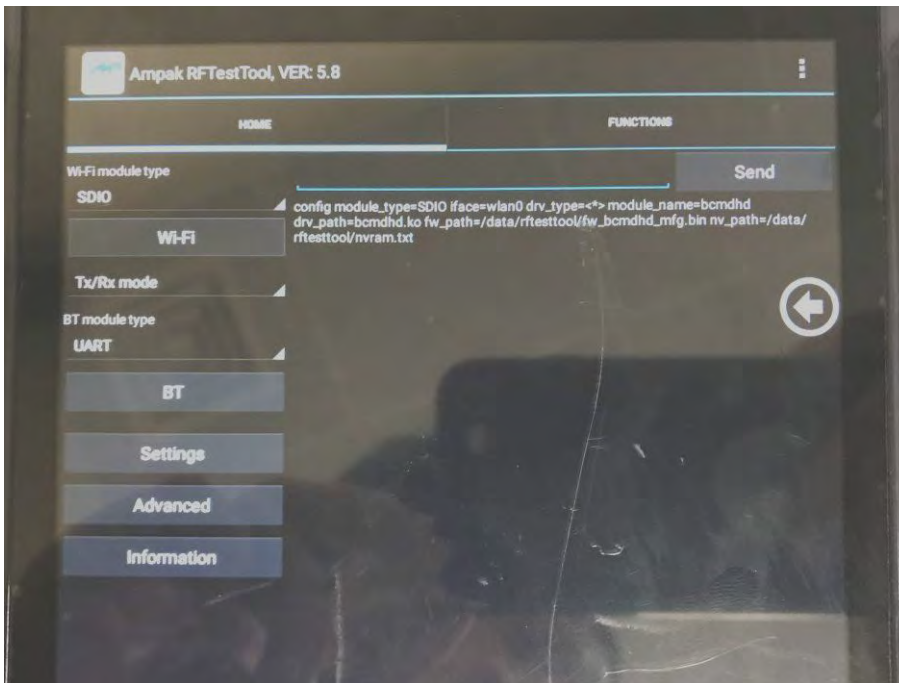 Ampak RFTestTool, VER: 5.8
HOME
FUNCTIONS
Wi-Fi module type
SDIO
Wi-Fi
Tx/Rx mode
BT module type
UART
BT
Settings
Advanced
Information
Send
config module_type=SDIO iface=wlan0 drv_type=<*> module_name=bcmdhd
drv_path=bcmdhd.ko fw_path=/data/rftesttool/fw_bcmdhd_mfg.bin nv_path=/data/
rftesttool/nvram.txt